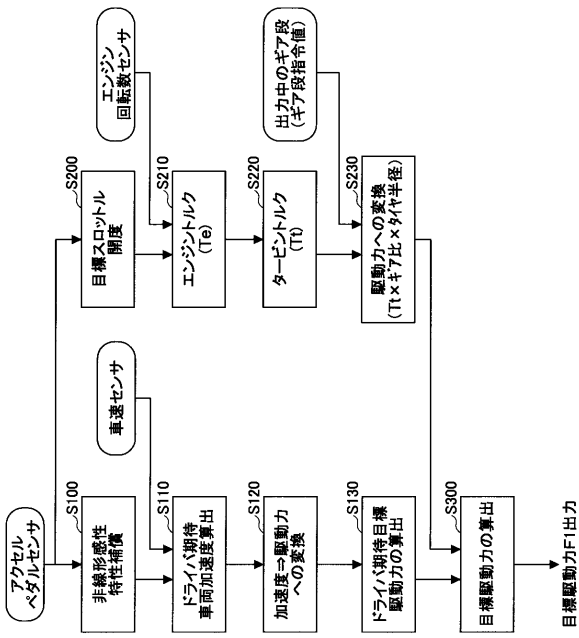 アクセル
ペダルセンサ
S100
非線形感性
特性補償
車速センサ
S110
ドライバ期待
車両加速度算出
S120
加速度⇒駆動力
への変換
S130
ドライバ期待目標
駆動力の算出
S200
目標スロットル
開度
エンジン
回転数センサ
S210
エンジントルク
(Te)
S220
タービントルク
(Tt)
出力中のギア段
(ギア段指令値)
S230
駆動力への変換
(Tt×ギア比×タイヤ半径)
S300
目標駆動力の算出
目標駆動力F1出力